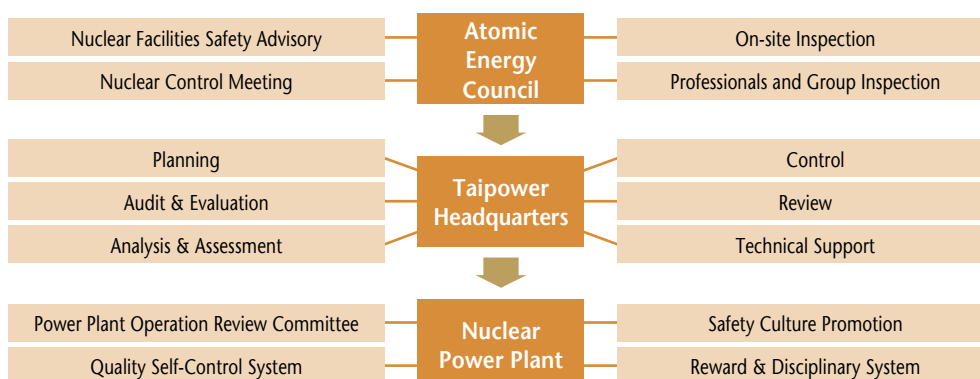 Nuclear Facilities Safety Advisory
Nuclear Control Meeting
Atomic
Energy
Council
On-site Inspection
Professionals and Group Inspection
Planning
Audit & Evaluation
Analysis & Assessment
Taipower
Headquarters
Control
Review
Technical Support
Power Plant Operation Review Committee
Quality Self-Control System
Nuclear
Power Plant
Safety Culture Promotion
Reward & Disciplinary System